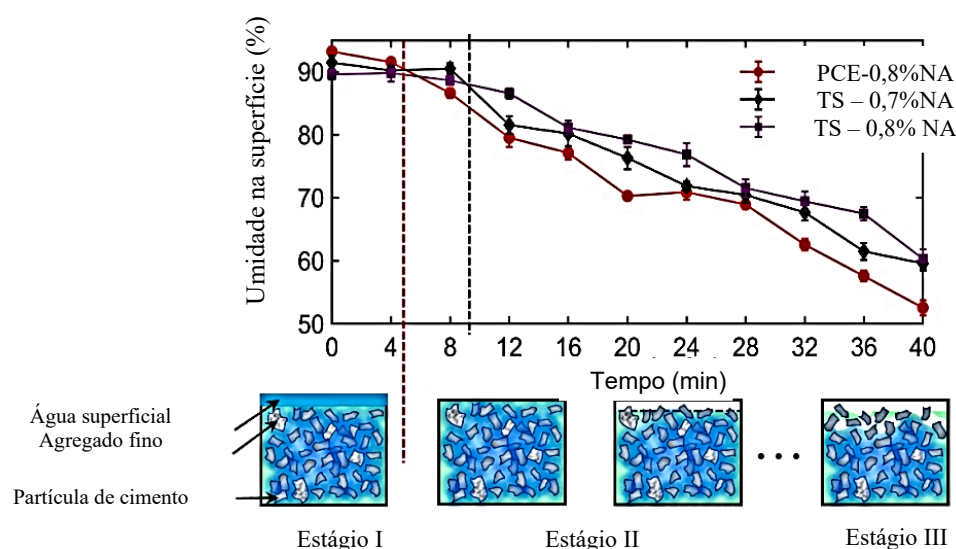 Umidade na superfície (%)
90
80
70
60
50
PCE-0,8%NA
TS – 0,7%NA
TS – 0,8% NA
0 4 8 12 16 20 24 28 32 36 40
Tempo (min)
Água superficial
Agregado fino
Partícula de cimento
Estágio I
Estágio II
Estágio III